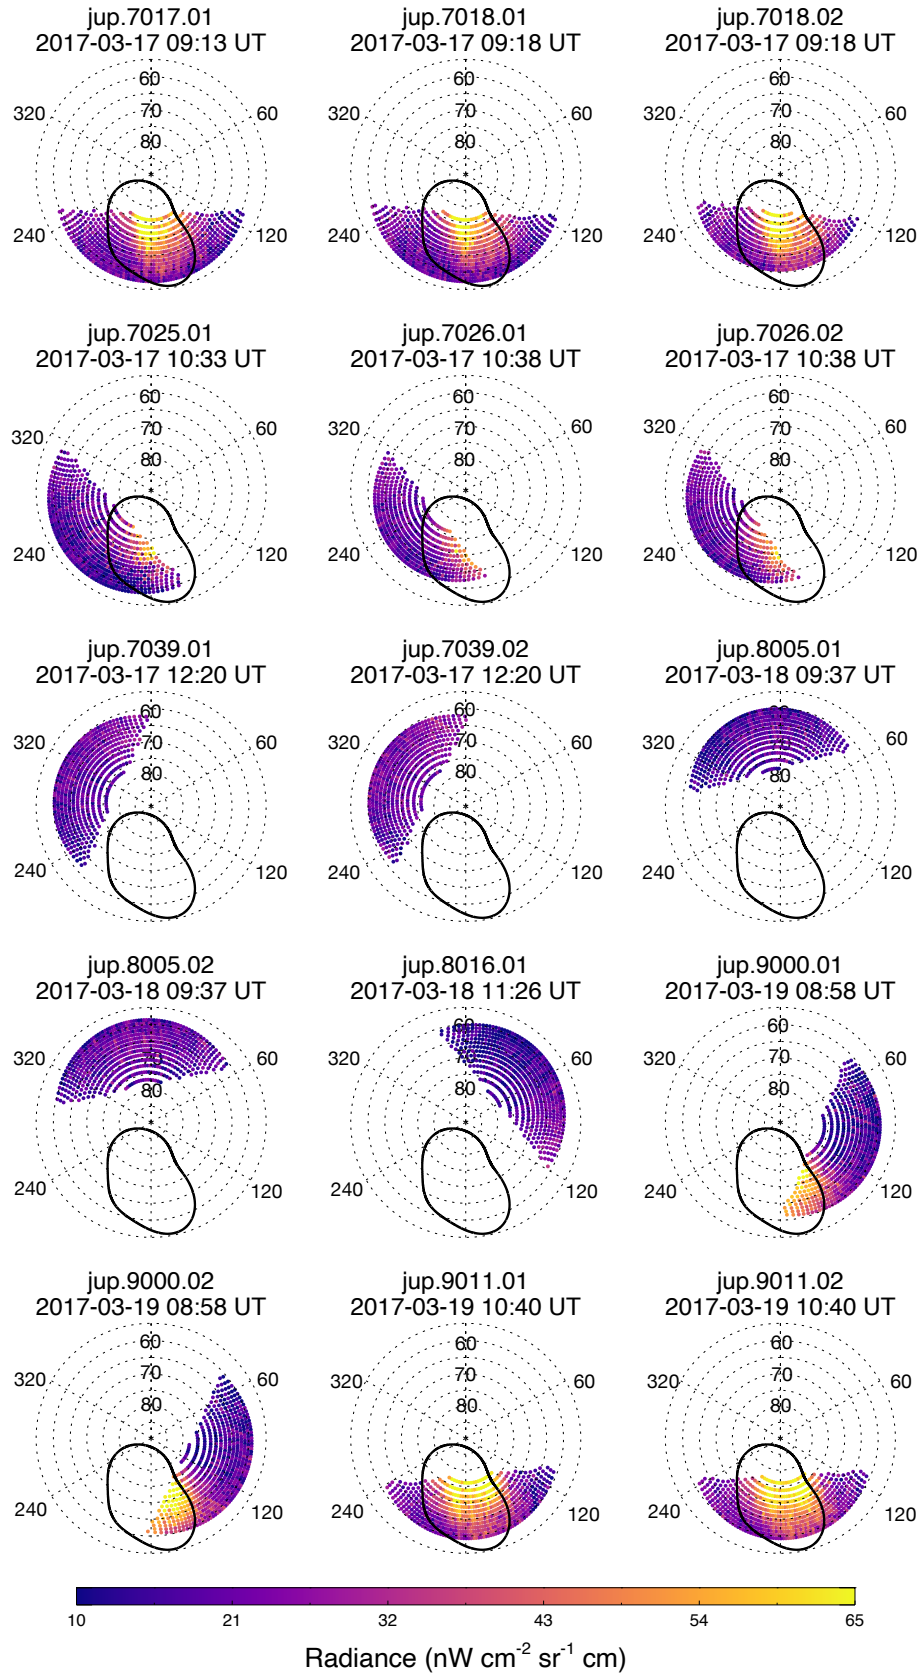 jup.7017.01 jup.7018.01 jup.7018.02
2017-03-17 09:13 UT 2017-03-17 09:18 UT 2017-03-17 09:18 UT
60 60 60
320 70 60 320 70 60 320 70 60
80 80 80
240 120 240 120 240 120
jup.7025.01 jup.7026.01 jup.7026.02
2017-03-17 10:33 UT 2017-03-17 10:38 UT 2017-03-17 10:38 UT
60 60 60
320 70 60 320 70 60 320 70 60
80 80 80
240 120 240 120 240 120
jup.7039.01 jup.7039.02 jup.8005.01
2017-03-17 12:20 UT 2017-03-17 12:20 UT 2017-03-18 09:37 UT
60 60 60
320 70 60 320 70 60 320 70 60
80 80 80
240 120 240 120 240 120
jup.8005.02 jup.8016.01 jup.9000.01
2017-03-18 09:37 UT 2017-03-18 11:26 UT 2017-03-19 08:58 UT
60 60
320 70 60 320 70 60 320 70 60
80 80 80
240 120 240 120 240 120
jup.9000.02 jup.9011.01 jup.9011.02
2017-03-19 08:58 UT 2017-03-19 10:40 UT 2017-03-19 10:40 UT
60 60 60
320 70 60 320 70 60 320 70 60
80 80 80
240 120 240 120 240 120
10 21 32 43 54 65
Radiance (nW cm⁻² sr⁻¹ cm)